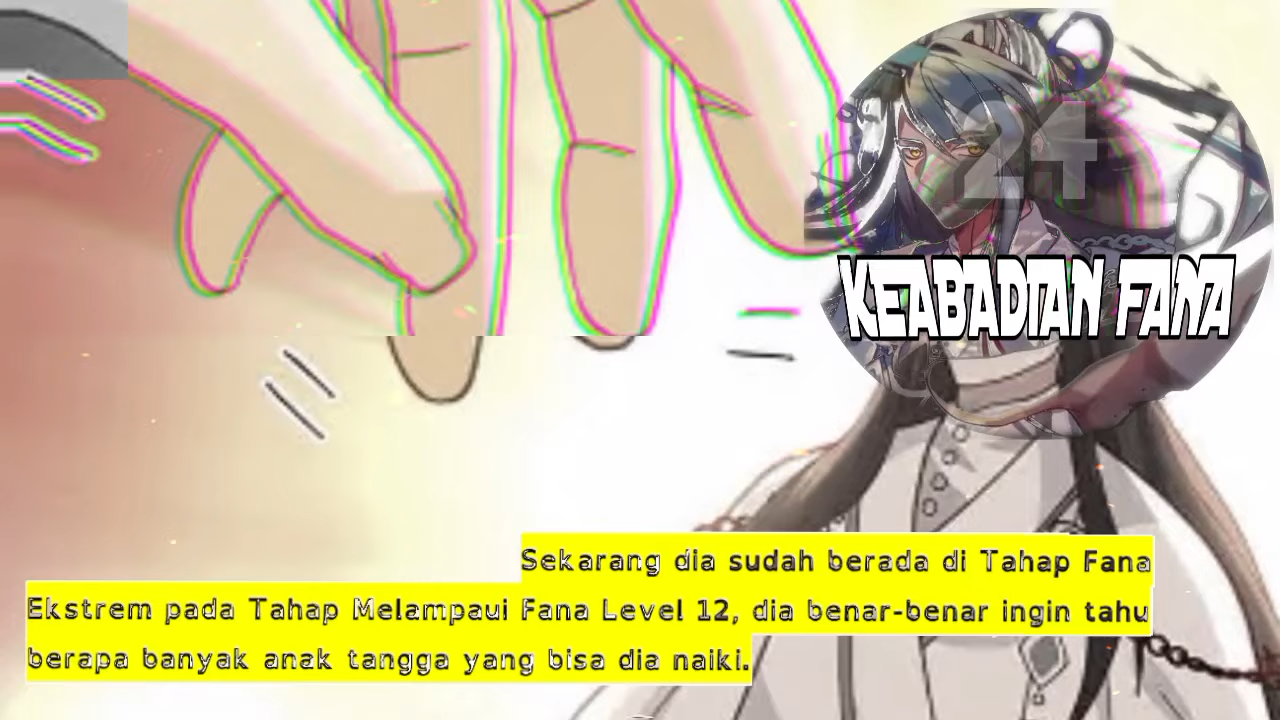 24
KEABADIAN FANA
Sekarang dia sudah berada di Tahap Fana
Ekstrem pada Tahap Melampaui Fana Level 12, dia benar-benar ingin tahu
berapa banyak anak tangga yang bisa dia naiki.